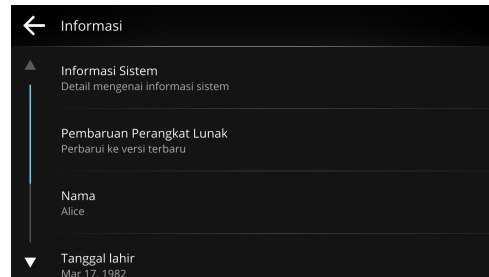 Informasi
Informasi Sistem
Detail mengenai informasi sistem
Pembaruan Perangkat Lunak
Perbarui ke versi terbaru
Nama
Alice
Tanggal lahir
Mar 17, 1982